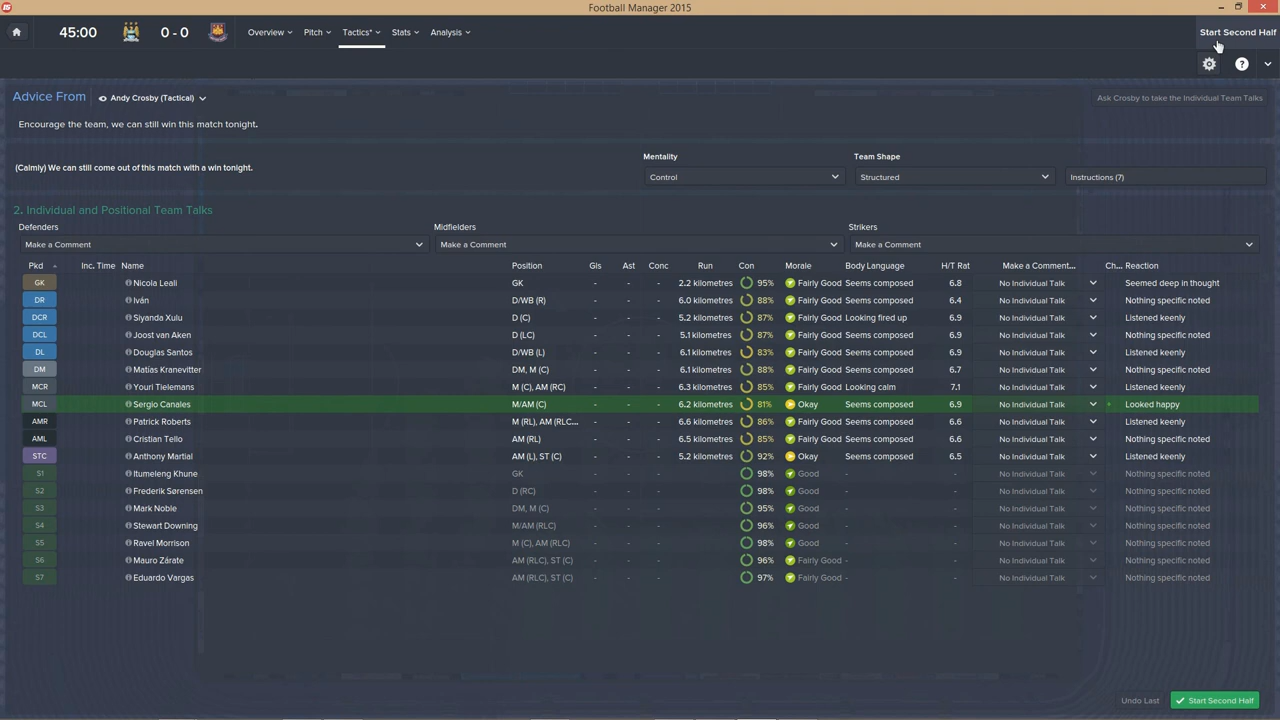 Football Manager 2015
45:00 0 - 0 Overview Pitch Tactics* Stats Analysis Start Second Half
Advice From Andy Crosby (Tactical) Ask Crosby to take the Individual Team Talks
Encourage the team, we can still win this match tonight.
Mentality Team Shape
(Calmly) We can still come out of this match with a win tonight.
Control Structured Instructions (7)
2. Individual and Positional Team Talks
Defenders Midfielders Strikers
Make a Comment Make a Comment Make a Comment
Pkd Inc. Time Name Position Gls Ast Conc Run Con Morale Body Language H/T Rat Make a Comment... Ch... Reaction
GK Nicola Leali GK - - - 2.2 kilometres 95% Fairly Good Seems composed 6.8 No Individual Talk Seemed deep in thought
DR Iván D/WB (R) - - - 6.0 kilometres 88% Fairly Good Seems composed 6.4 No Individual Talk Nothing specific noted
DCR Siyanda Xulu D (C) - - - 5.2 kilometres 87% Fairly Good Looking fired up 6.9 No Individual Talk Listened keenly
DCL Joost van Aken D (LC) - - - 5.1 kilometres 87% Fairly Good Seems composed 6.9 No Individual Talk Nothing specific noted
DL Douglas Santos D/WB (L) - - - 6.1 kilometres 83% Fairly Good Seems composed 6.9 No Individual Talk Listened keenly
DM Matías Kranevitter DM, M (C) - - - 6.1 kilometres 88% Fairly Good Seems composed 6.7 No Individual Talk Nothing specific noted
MCR Youri Tielemans M (C), AM (RC) - - - 6.3 kilometres 85% Fairly Good Looking calm 7.1 No Individual Talk Listened keenly
MCL Sergio Canales M/AM (C) - - - 6.2 kilometres 81% Okay Seems composed 6.9 No Individual Talk + Looked happy
AMR Patrick Roberts M (RL), AM (RLC... - - - 6.6 kilometres 86% Fairly Good Seems composed 6.6 No Individual Talk Listened keenly
AML Cristian Tello AM (RL) - - - 6.5 kilometres 85% Fairly Good Seems composed 6.6 No Individual Talk Nothing specific noted
STC Anthony Martial AM (L), ST (C) - - - 5.2 kilometres 92% Okay Seems composed 6.5 No Individual Talk Listened keenly
S1 Itumeleng Khune GK - - - 98% Good - - No Individual Talk Nothing specific noted
S2 Frederik Sørensen D (RC) - - - 98% Good - - No Individual Talk Nothing specific noted
S3 Mark Noble DM, M (C) - - - 95% Good - - No Individual Talk Nothing specific noted
S4 Stewart Downing M/AM (RLC) - - - 96% Good - - No Individual Talk Nothing specific noted
S5 Ravel Morrison M (C), AM (RLC) - - - 98% Good - - No Individual Talk Nothing specific noted
S6 Mauro Zárate AM (RLC), ST (C) - - - 96% Fairly Good - - No Individual Talk Nothing specific noted
S7 Eduardo Vargas AM (RLC), ST (C) - - - 97% Fairly Good - - No Individual Talk Nothing specific noted
Undo Last Start Second Half